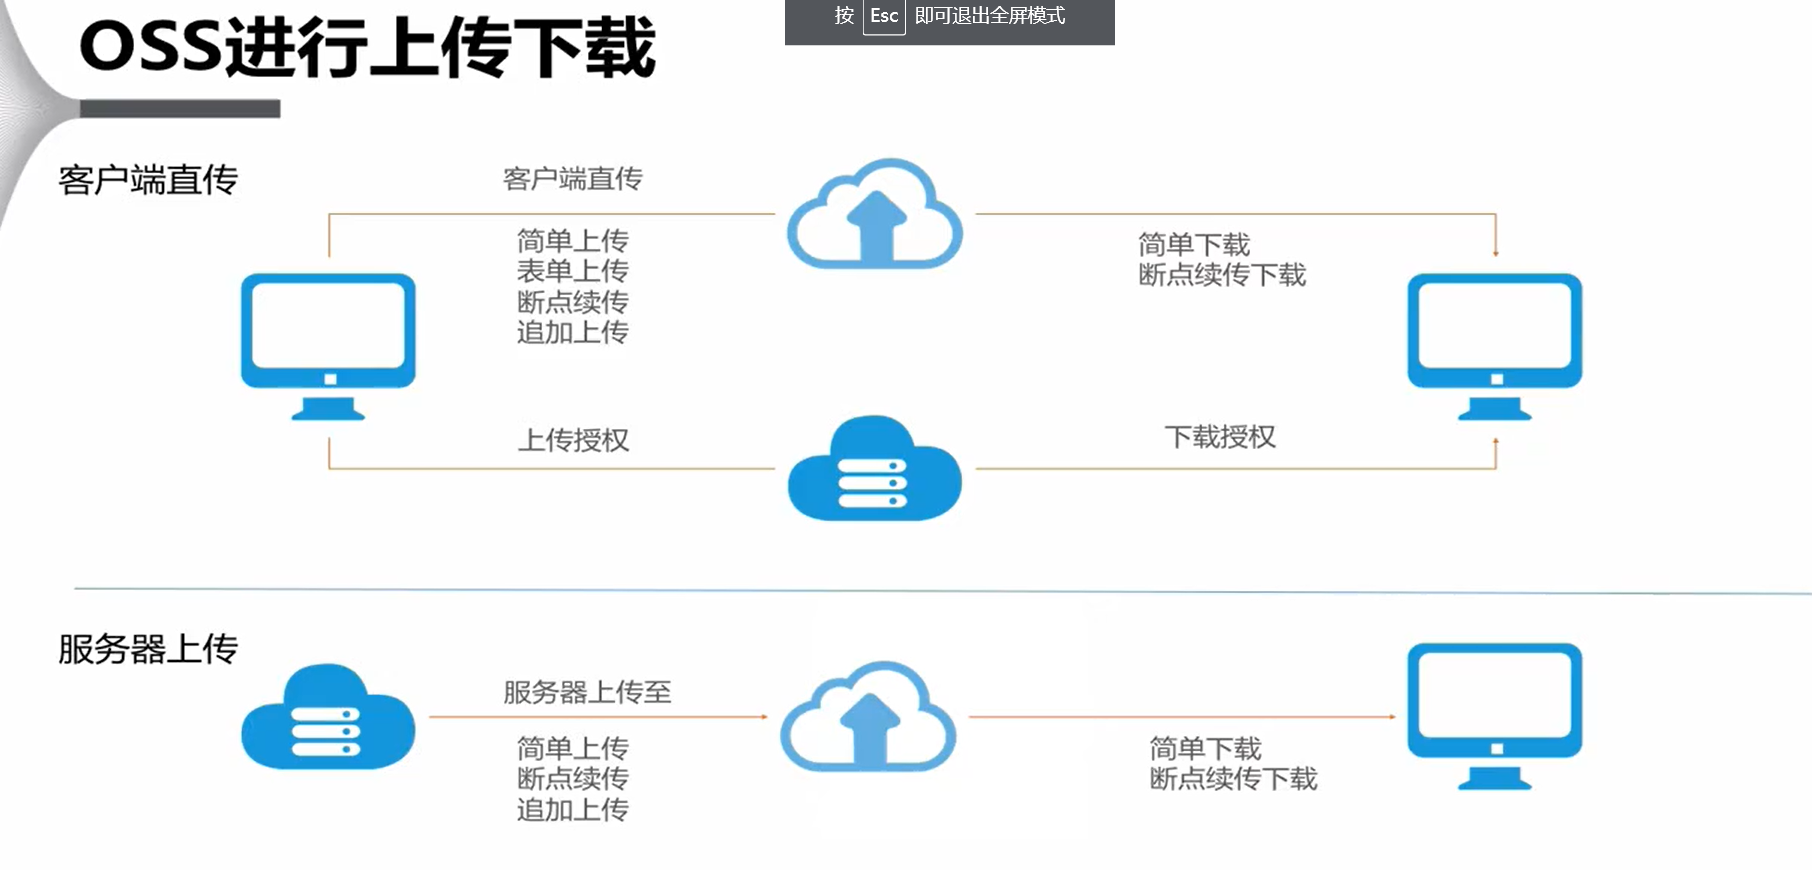 OSS进行上传下载
按 Esc 即可退出全屏模式
客户端直传
客户端直传
简单上传
表单上传
断点续传
追加上传
简单下载
断点续传下载
上传授权
下载授权
服务器上传
服务器上传至
简单上传
断点续传
追加上传
简单下载
断点续传下载